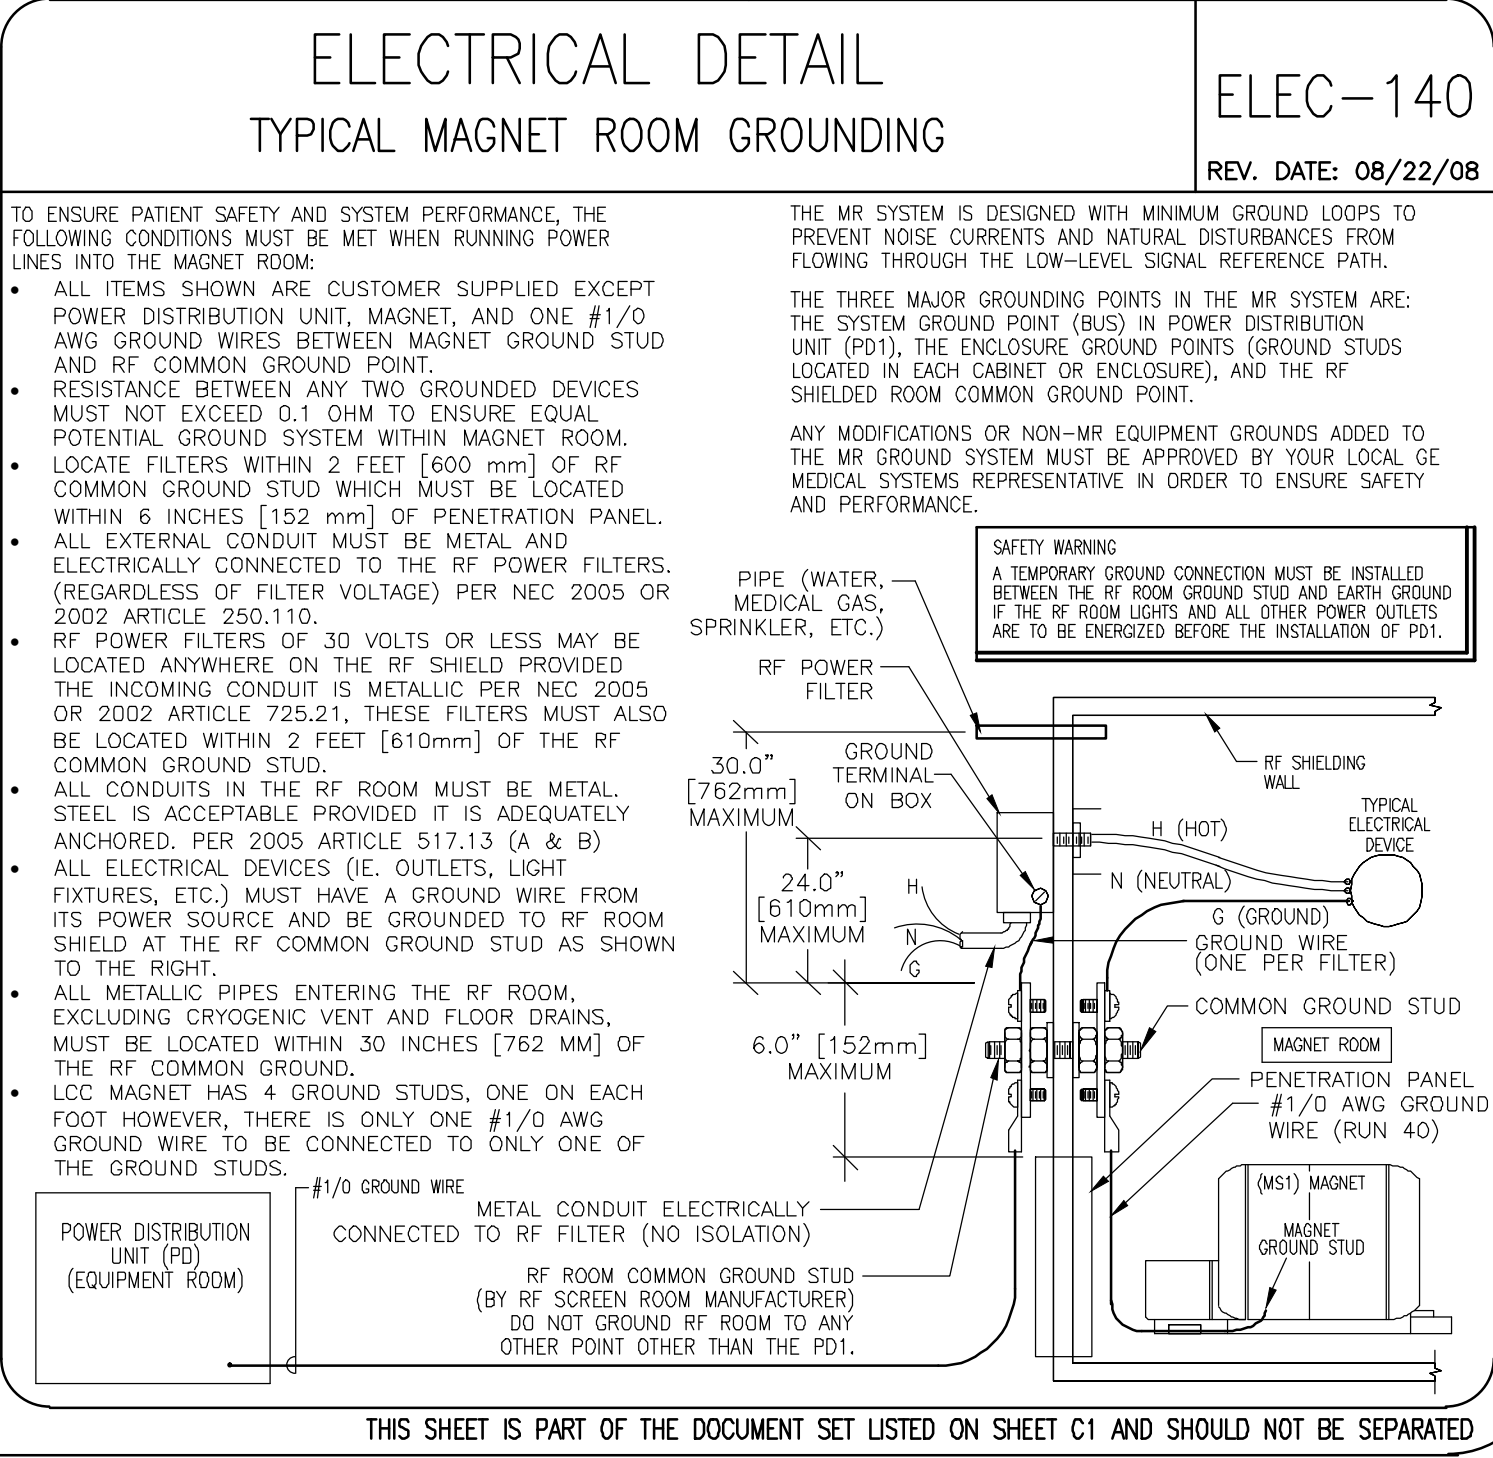 ELECTRICAL DETAIL
TYPICAL MAGNET ROOM GROUNDING
ELEC-140
REV. DATE: 08/22/08
TO ENSURE PATIENT SAFETY AND SYSTEM PERFORMANCE, THE
FOLLOWING CONDITIONS MUST BE MET WHEN RUNNING POWER
LINES INTO THE MAGNET ROOM:
• ALL ITEMS SHOWN ARE CUSTOMER SUPPLIED EXCEPT
POWER DISTRIBUTION UNIT, MAGNET, AND ONE #1/0
AWG GROUND WIRES BETWEEN MAGNET GROUND STUD
AND RF COMMON GROUND POINT.
• RESISTANCE BETWEEN ANY TWO GROUNDED DEVICES
MUST NOT EXCEED 0.1 OHM TO ENSURE EQUAL
POTENTIAL GROUND SYSTEM WITHIN MAGNET ROOM.
• LOCATE FILTERS WITHIN 2 FEET [600 mm] OF RF
COMMON GROUND STUD WHICH MUST BE LOCATED
WITHIN 6 INCHES [152 mm] OF PENETRATION PANEL.
• ALL EXTERNAL CONDUIT MUST BE METAL AND
ELECTRICALLY CONNECTED TO THE RF POWER FILTERS.
(REGARDLESS OF FILTER VOLTAGE) PER NEC 2005 OR
2002 ARTICLE 250.110.
• RF POWER FILTERS OF 30 VOLTS OR LESS MAY BE
LOCATED ANYWHERE ON THE RF SHIELD PROVIDED
THE INCOMING CONDUIT IS METALLIC PER NEC 2005
OR 2002 ARTICLE 725.21, THESE FILTERS MUST ALSO
BE LOCATED WITHIN 2 FEET [610mm] OF THE RF
COMMON GROUND STUD.
• ALL CONDUITS IN THE RF ROOM MUST BE METAL.
STEEL IS ACCEPTABLE PROVIDED IT IS ADEQUATELY
ANCHORED. PER 2005 ARTICLE 517.13 (A & B)
• ALL ELECTRICAL DEVICES (IE. OUTLETS, LIGHT
FIXTURES, ETC.) MUST HAVE A GROUND WIRE FROM
ITS POWER SOURCE AND BE GROUNDED TO RF ROOM
SHIELD AT THE RF COMMON GROUND STUD AS SHOWN
TO THE RIGHT.
• ALL METALLIC PIPES ENTERING THE RF ROOM,
EXCLUDING CRYOGENIC VENT AND FLOOR DRAINS,
MUST BE LOCATED WITHIN 30 INCHES [762 MM] OF
THE RF COMMON GROUND.
• LCC MAGNET HAS 4 GROUND STUDS, ONE ON EACH
FOOT HOWEVER, THERE IS ONLY ONE #1/0 AWG
GROUND WIRE TO BE CONNECTED TO ONLY ONE OF
THE GROUND STUDS.
THE MR SYSTEM IS DESIGNED WITH MINIMUM GROUND LOOPS TO
PREVENT NOISE CURRENTS AND NATURAL DISTURBANCES FROM
FLOWING THROUGH THE LOW-LEVEL SIGNAL REFERENCE PATH.
THE THREE MAJOR GROUNDING POINTS IN THE MR SYSTEM ARE:
THE SYSTEM GROUND POINT (BUS) IN POWER DISTRIBUTION
UNIT (PD1), THE ENCLOSURE GROUND POINTS (GROUND STUDS
LOCATED IN EACH CABINET OR ENCLOSURE), AND THE RF
SHIELDED ROOM COMMON GROUND POINT.
ANY MODIFICATIONS OR NON-MR EQUIPMENT GROUNDS ADDED TO
THE MR GROUND SYSTEM MUST BE APPROVED BY YOUR LOCAL GE
MEDICAL SYSTEMS REPRESENTATIVE IN ORDER TO ENSURE SAFETY
AND PERFORMANCE.
SAFETY WARNING
A TEMPORARY GROUND CONNECTION MUST BE INSTALLED
BETWEEN THE RF ROOM GROUND STUD AND EARTH GROUND
IF THE RF ROOM LIGHTS AND ALL OTHER POWER OUTLETS
ARE TO BE ENERGIZED BEFORE THE INSTALLATION OF PD1.
PIPE (WATER,
MEDICAL GAS,
SPRINKLER, ETC.)
RF POWER
FILTER
GROUND
TERMINAL
ON BOX
30.0"
[762mm]
MAXIMUM
24.0"
[610mm]
MAXIMUM
H
N
G
6.0" [152mm]
MAXIMUM
RF SHIELDING
WALL
TYPICAL
ELECTRICAL
DEVICE
H (HOT)
N (NEUTRAL)
G (GROUND)
GROUND WIRE
(ONE PER FILTER)
COMMON GROUND STUD
MAGNET ROOM
PENETRATION PANEL
#1/0 AWG GROUND
WIRE (RUN 40)
(MS1) MAGNET
MAGNET
GROUND STUD
#1/0 GROUND WIRE
METAL CONDUIT ELECTRICALLY
CONNECTED TO RF FILTER (NO ISOLATION)
RF ROOM COMMON GROUND STUD
(BY RF SCREEN ROOM MANUFACTURER)
DO NOT GROUND RF ROOM TO ANY
OTHER POINT OTHER THAN THE PD1.
POWER DISTRIBUTION
UNIT (PD)
(EQUIPMENT ROOM)
THIS SHEET IS PART OF THE DOCUMENT SET LISTED ON SHEET C1 AND SHOULD NOT BE SEPARATED